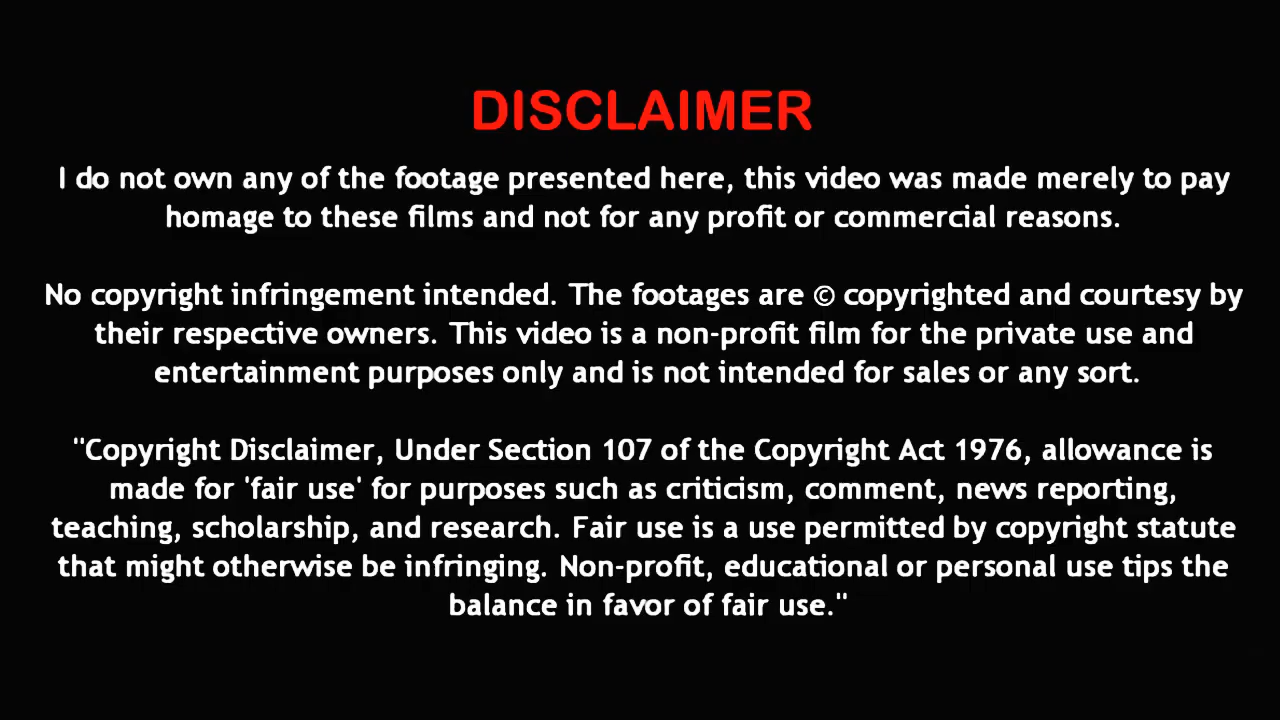 DISCLAIMER
I do not own any of the footage presented here, this video was made merely to pay
homage to these films and not for any profit or commercial reasons.
No copyright infringement intended. The footages are © copyrighted and courtesy by
their respective owners. This video is a non-profit film for the private use and
entertainment purposes only and is not intended for sales or any sort.
"Copyright Disclaimer, Under Section 107 of the Copyright Act 1976, allowance is
made for 'fair use' for purposes such as criticism, comment, news reporting,
teaching, scholarship, and research. Fair use is a use permitted by copyright statute
that might otherwise be infringing. Non-profit, educational or personal use tips the
balance in favor of fair use."